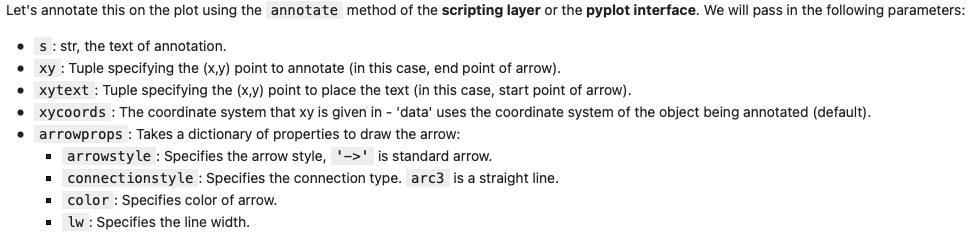 Let's annotate this on the plot using the annotate method of the scripting layer or the pyplot interface. We will pass in the following parameters:
• s : str, the text of annotation.
• xy : Tuple specifying the (x,y) point to annotate (in this case, end point of arrow).
• xytext : Tuple specifying the (x,y) point to place the text (in this case, start point of arrow).
• xycoords : The coordinate system that xy is given in - 'data' uses the coordinate system of the object being annotated (default).
• arrowprops : Takes a dictionary of properties to draw the arrow:
▪ arrowstyle : Specifies the arrow style, '->' is standard arrow.
▪ connectionstyle : Specifies the connection type. arc3 is a straight line.
▪ color : Specifies color of arrow.
▪ lw : Specifies the line width.